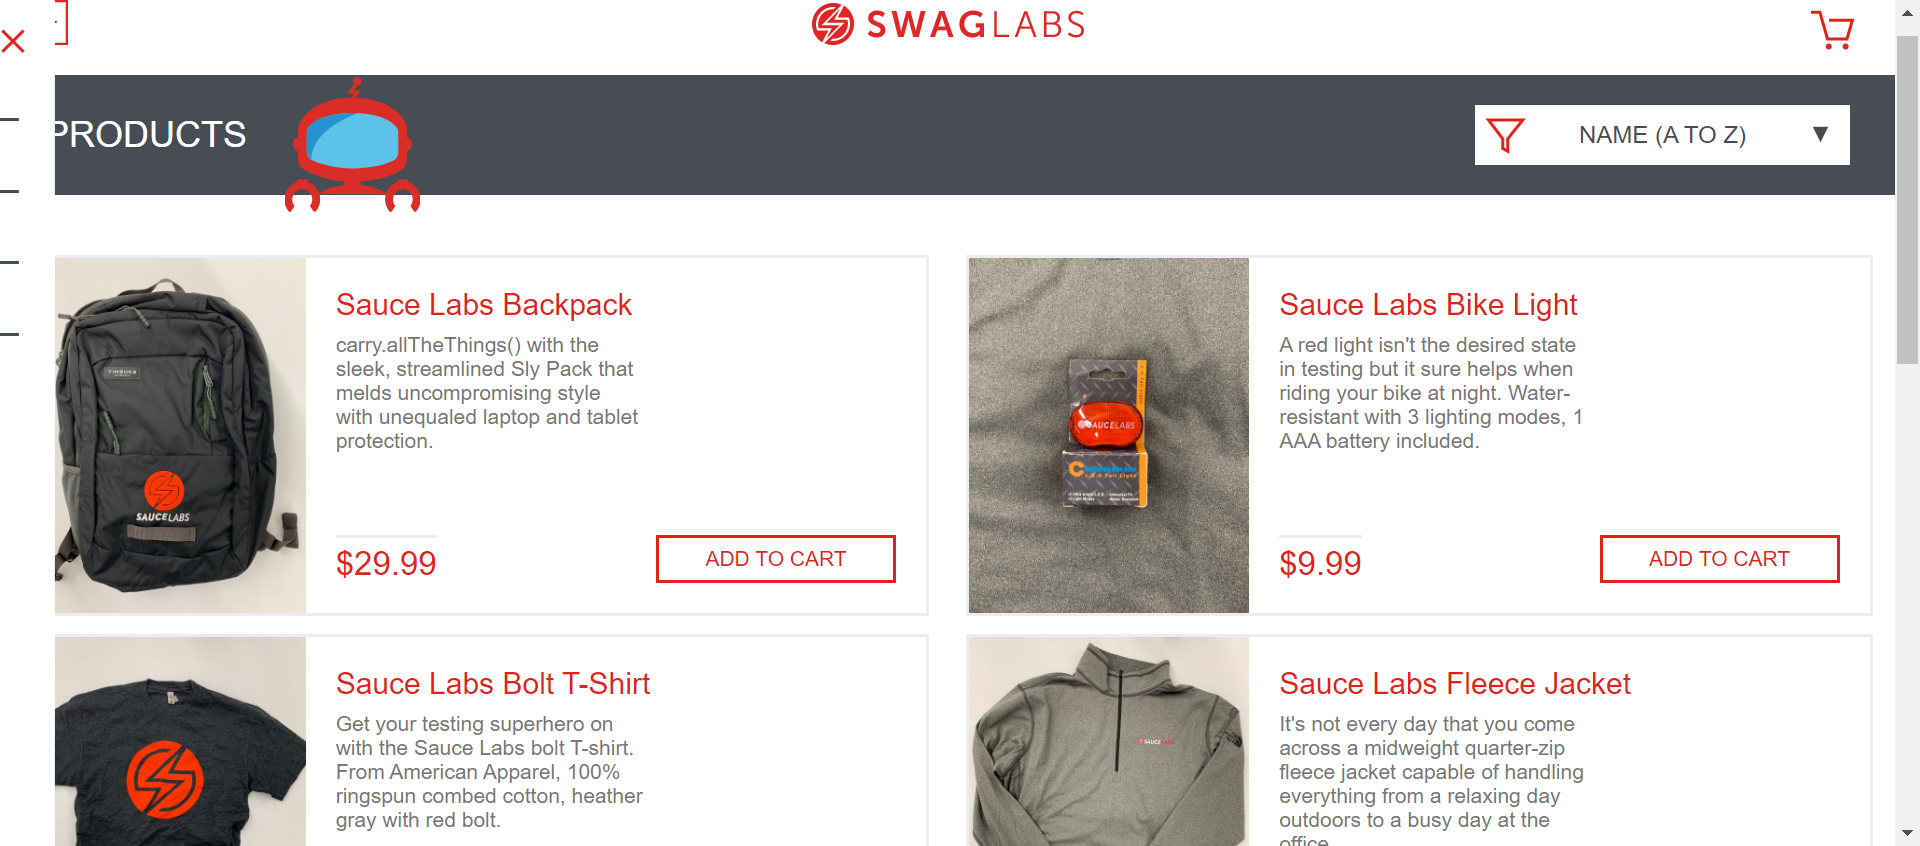 SWAGLABS
PRODUCTS
NAME (A TO Z)
Sauce Labs Backpack
carry.allTheThings() with the
sleek, streamlined Sly Pack that
melds uncompromising style
with unequaled laptop and tablet
protection.
$29.99
ADD TO CART
TIMBUK2
SAUCELABS
Sauce Labs Bike Light
A red light isn't the desired state
in testing but it sure helps when
riding your bike at night. Water-
resistant with 3 lighting modes, 1
AAA battery included.
$9.99
ADD TO CART
SAUCELABS
L.E.D Tail Light
Sauce Labs Bolt T-Shirt
Get your testing superhero on
with the Sauce Labs bolt T-shirt.
From American Apparel, 100%
ringspun combed cotton, heather
gray with red bolt.
Sauce Labs Fleece Jacket
It's not every day that you come
across a midweight quarter-zip
fleece jacket capable of handling
everything from a relaxing day
outdoors to a busy day at the
office.
SAUCELABS